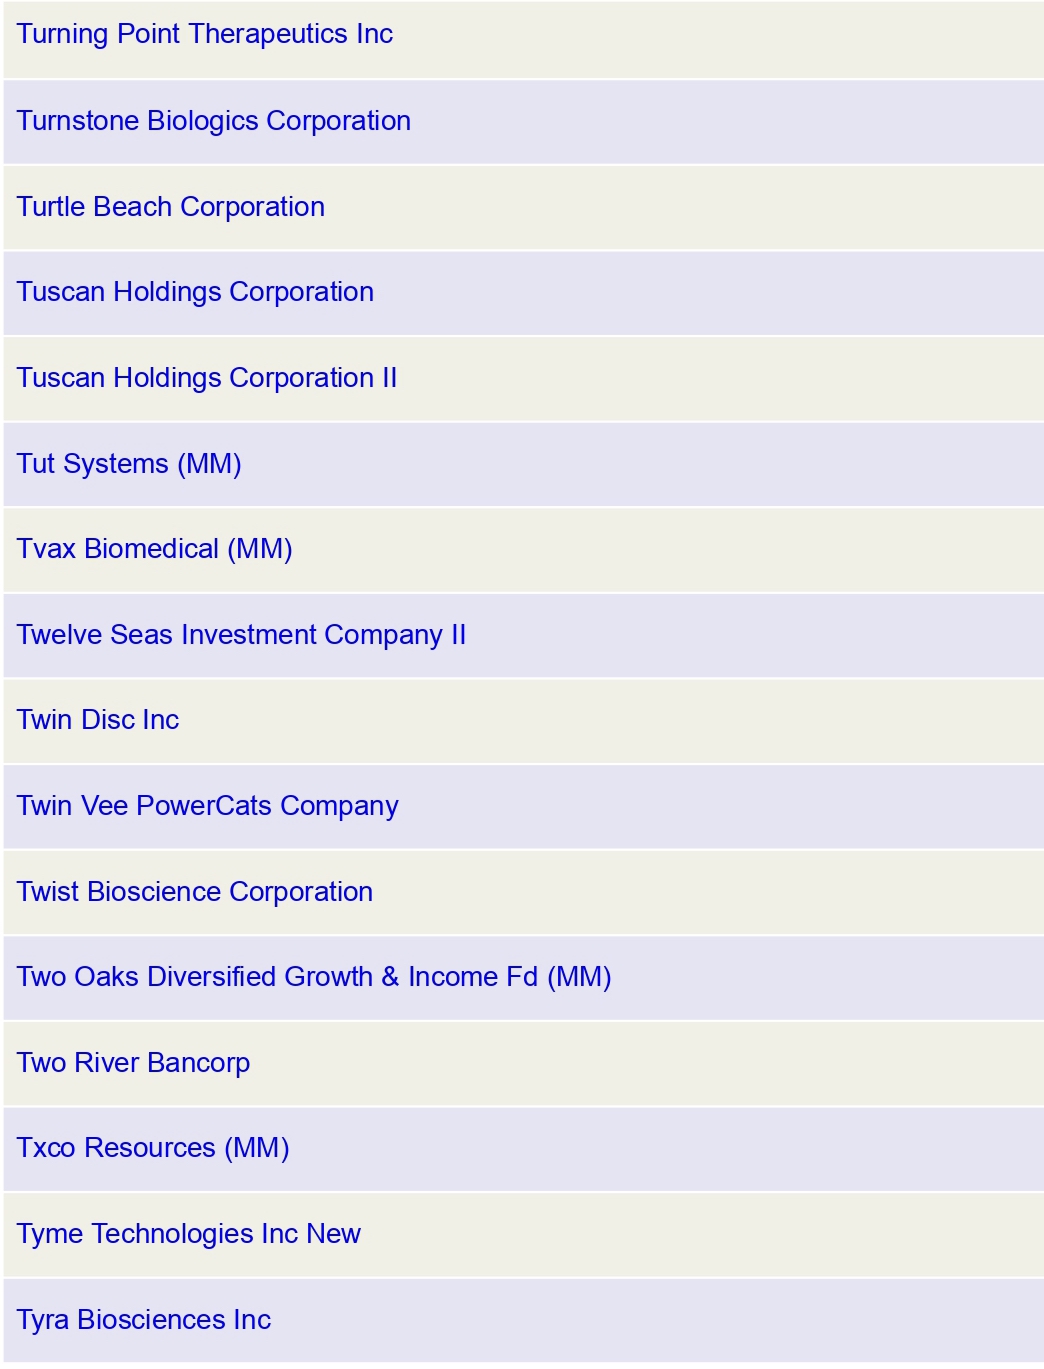 Turning Point Therapeutics Inc
Turnstone Biologics Corporation
Turtle Beach Corporation
Tuscan Holdings Corporation
Tuscan Holdings Corporation II
Tut Systems (MM)
Tvax Biomedical (MM)
Twelve Seas Investment Company II
Twin Disc Inc
Twin Vee PowerCats Company
Twist Bioscience Corporation
Two Oaks Diversified Growth & Income Fd (MM)
Two River Bancorp
Txco Resources (MM)
Tyme Technologies Inc New
Tyra Biosciences Inc